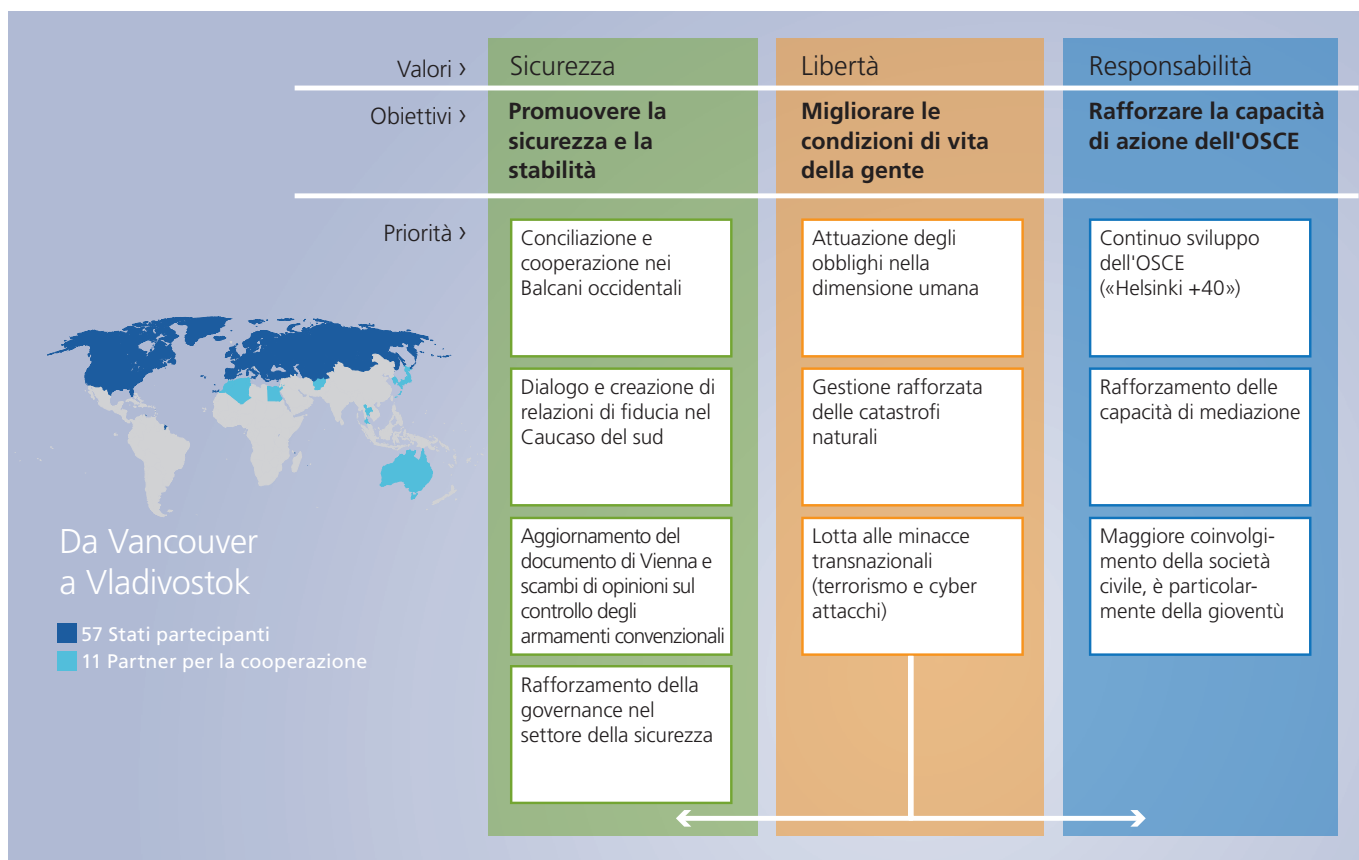 Valori ›
Sicurezza
Libertà
Responsabilità
Obiettivi ›
Promuovere la
sicurezza e la
stabilità
Migliorare le
condizioni di vita
della gente
Rafforzare la capacità
di azione dell'OSCE
Priorità ›
Conciliazione e
cooperazione nei
Balcani occidentali
Attuazione degli
obblighi nella
dimensione umana
Continuo sviluppo
dell'OSCE
(«Helsinki +40»)
Dialogo e creazione di
relazioni di fiducia nel
Caucaso del sud
Gestione rafforzata
delle catastrofi
naturali
Rafforzamento delle
capacità di mediazione
Aggiornamento del
documento di Vienna e
scambi di opinioni sul
controllo degli
armamenti convenzionali
Lotta alle minacce
transnazionali
(terrorismo e cyber
attacchi)
Maggiore coinvolgi-
mento della società
civile, è particolar-
mente della gioventù
Rafforzamento della
governance nel
settore della sicurezza
Da Vancouver
a Vladivostok
57 Stati partecipanti
11 Partner per la cooperazione